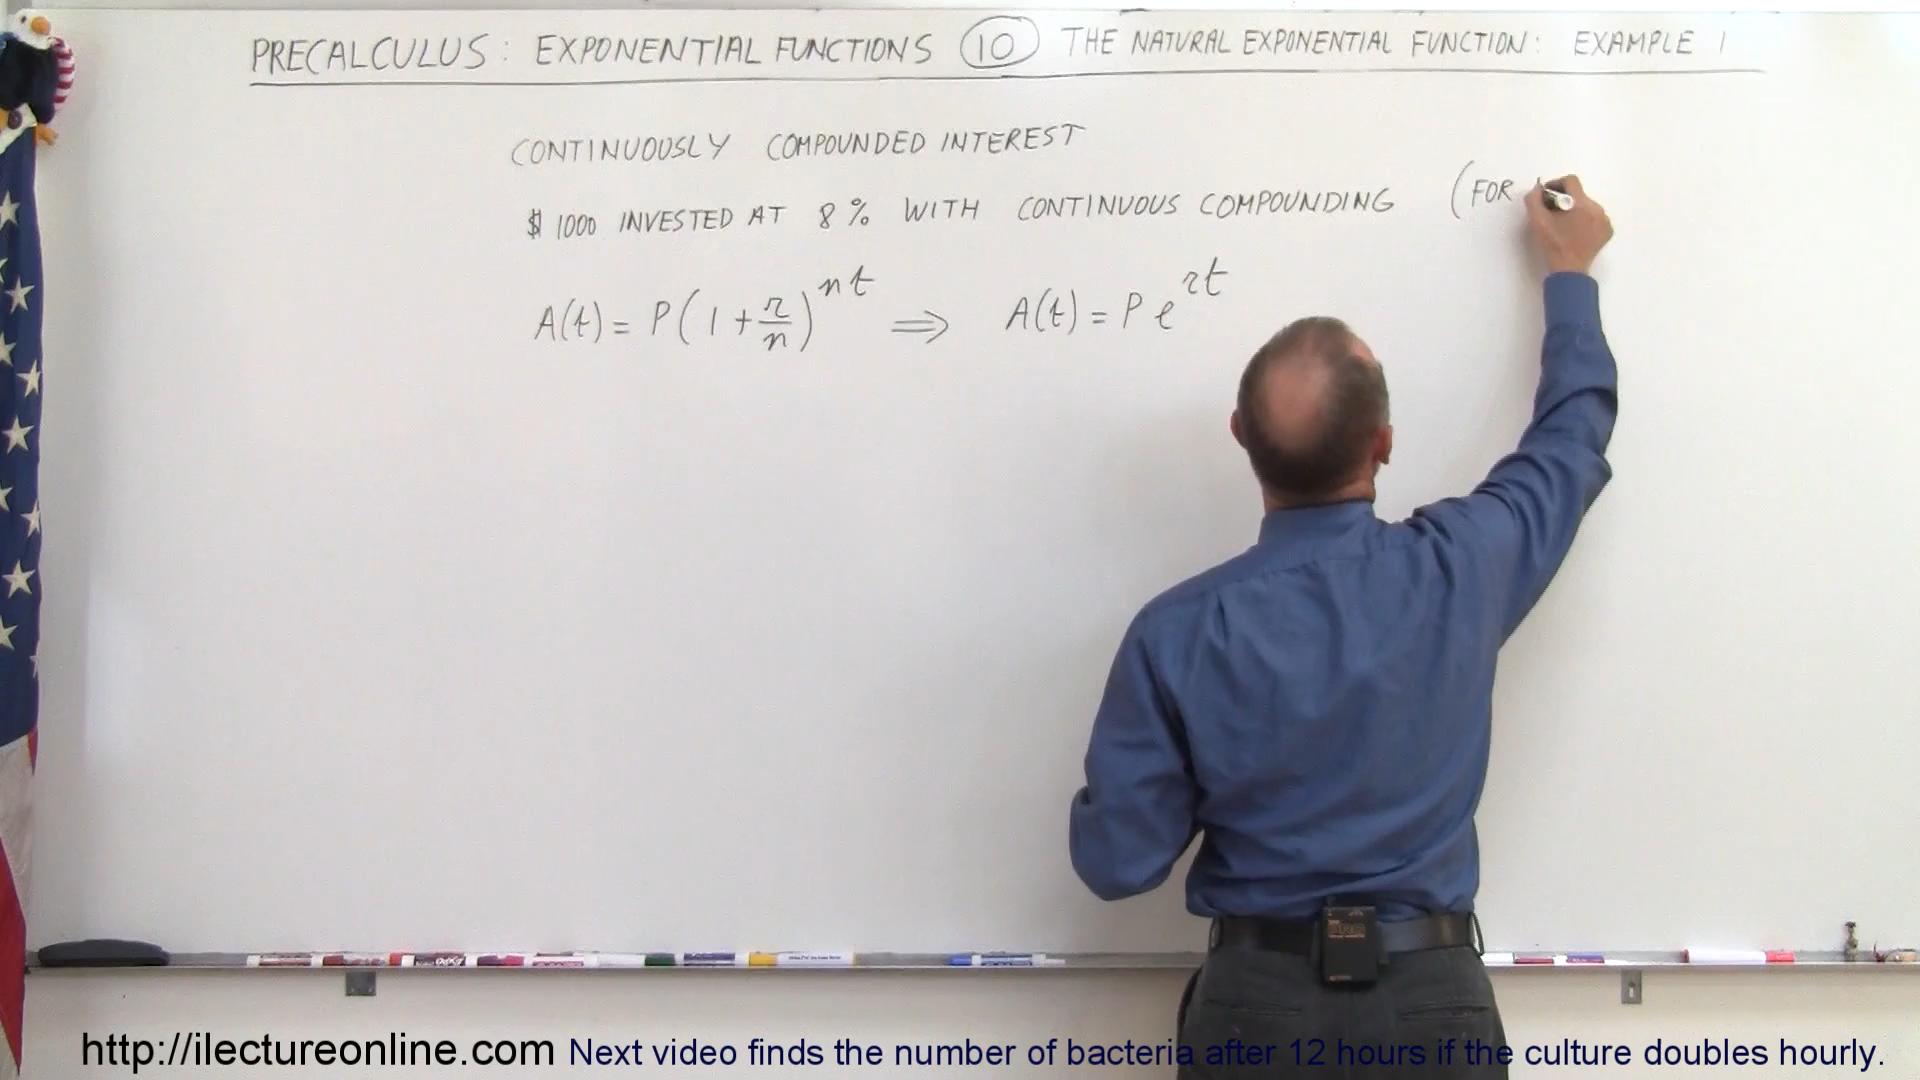 PRECALCULUS: EXPONENTIAL FUNCTIONS 10 THE NATURAL EXPONENTIAL FUNCTION: EXAMPLE 1
CONTINUOUSLY COMPOUNDED INTEREST
$1000 INVESTED AT 8% WITH CONTINUOUS COMPOUNDING (FOR
A(t) = P(1 + r/n)^nt ⇒ A(t) = P e^rt
http://ilectureonline.com Next video finds the number of bacteria after 12 hours if the culture doubles hourly.